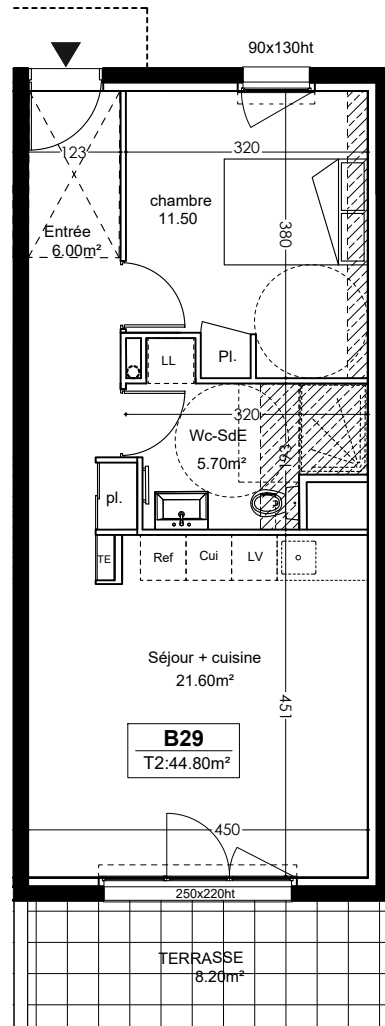 90x130ht
123
320
chambre
11.50
Entrée
6.00m²
380
LL
Pl.
320
Wc-SdE
5.70m²
193
pl.
TE
Ref
Cui
LV
Séjour + cuisine
21.60m²
451
B29
T2:44.80m²
450
250x220ht
TERRASSE
8.20m²